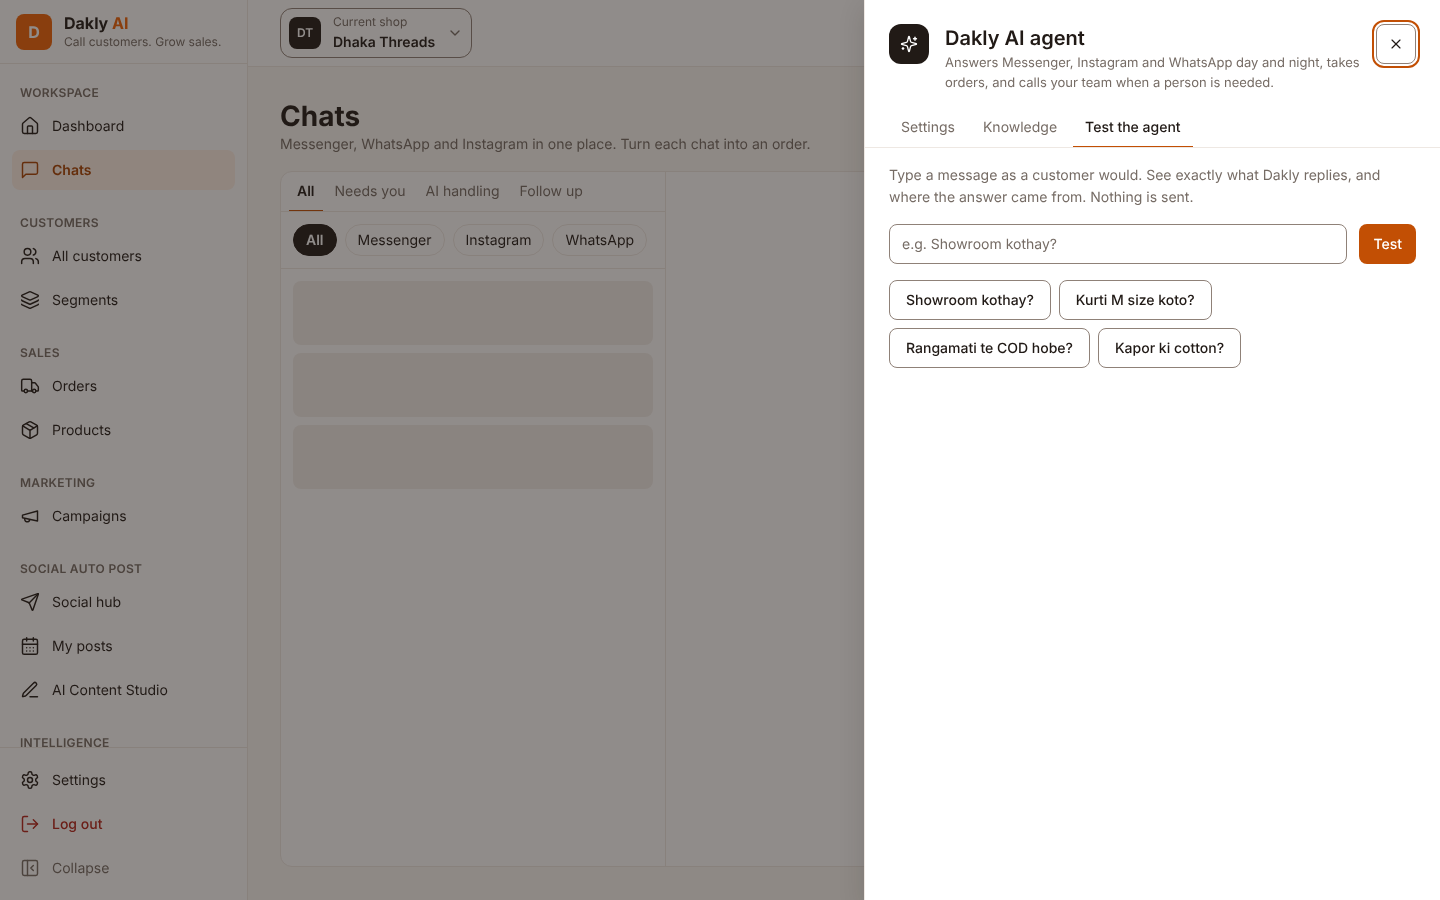 D
Dakly AI
Call customers. Grow sales.
WORKSPACE
Dashboard
Chats
CUSTOMERS
All customers
Segments
SALES
Orders
Products
MARKETING
Campaigns
SOCIAL AUTO POST
Social hub
My posts
AI Content Studio
INTELLIGENCE
Settings
Log out
Collapse
DT
Current shop
Dhaka Threads
Chats
Messenger, WhatsApp and Instagram in one place. Turn each chat into an order.
All Needs you AI handling Follow up
All Messenger Instagram WhatsApp
Dakly AI agent
Answers Messenger, Instagram and WhatsApp day and night, takes
orders, and calls your team when a person is needed.
Settings Knowledge Test the agent
Type a message as a customer would. See exactly what Dakly replies, and
where the answer came from. Nothing is sent.
e.g. Showroom kothay? Test
Showroom kothay? Kurti M size koto?
Rangamati te COD hobe? Kapor ki cotton?